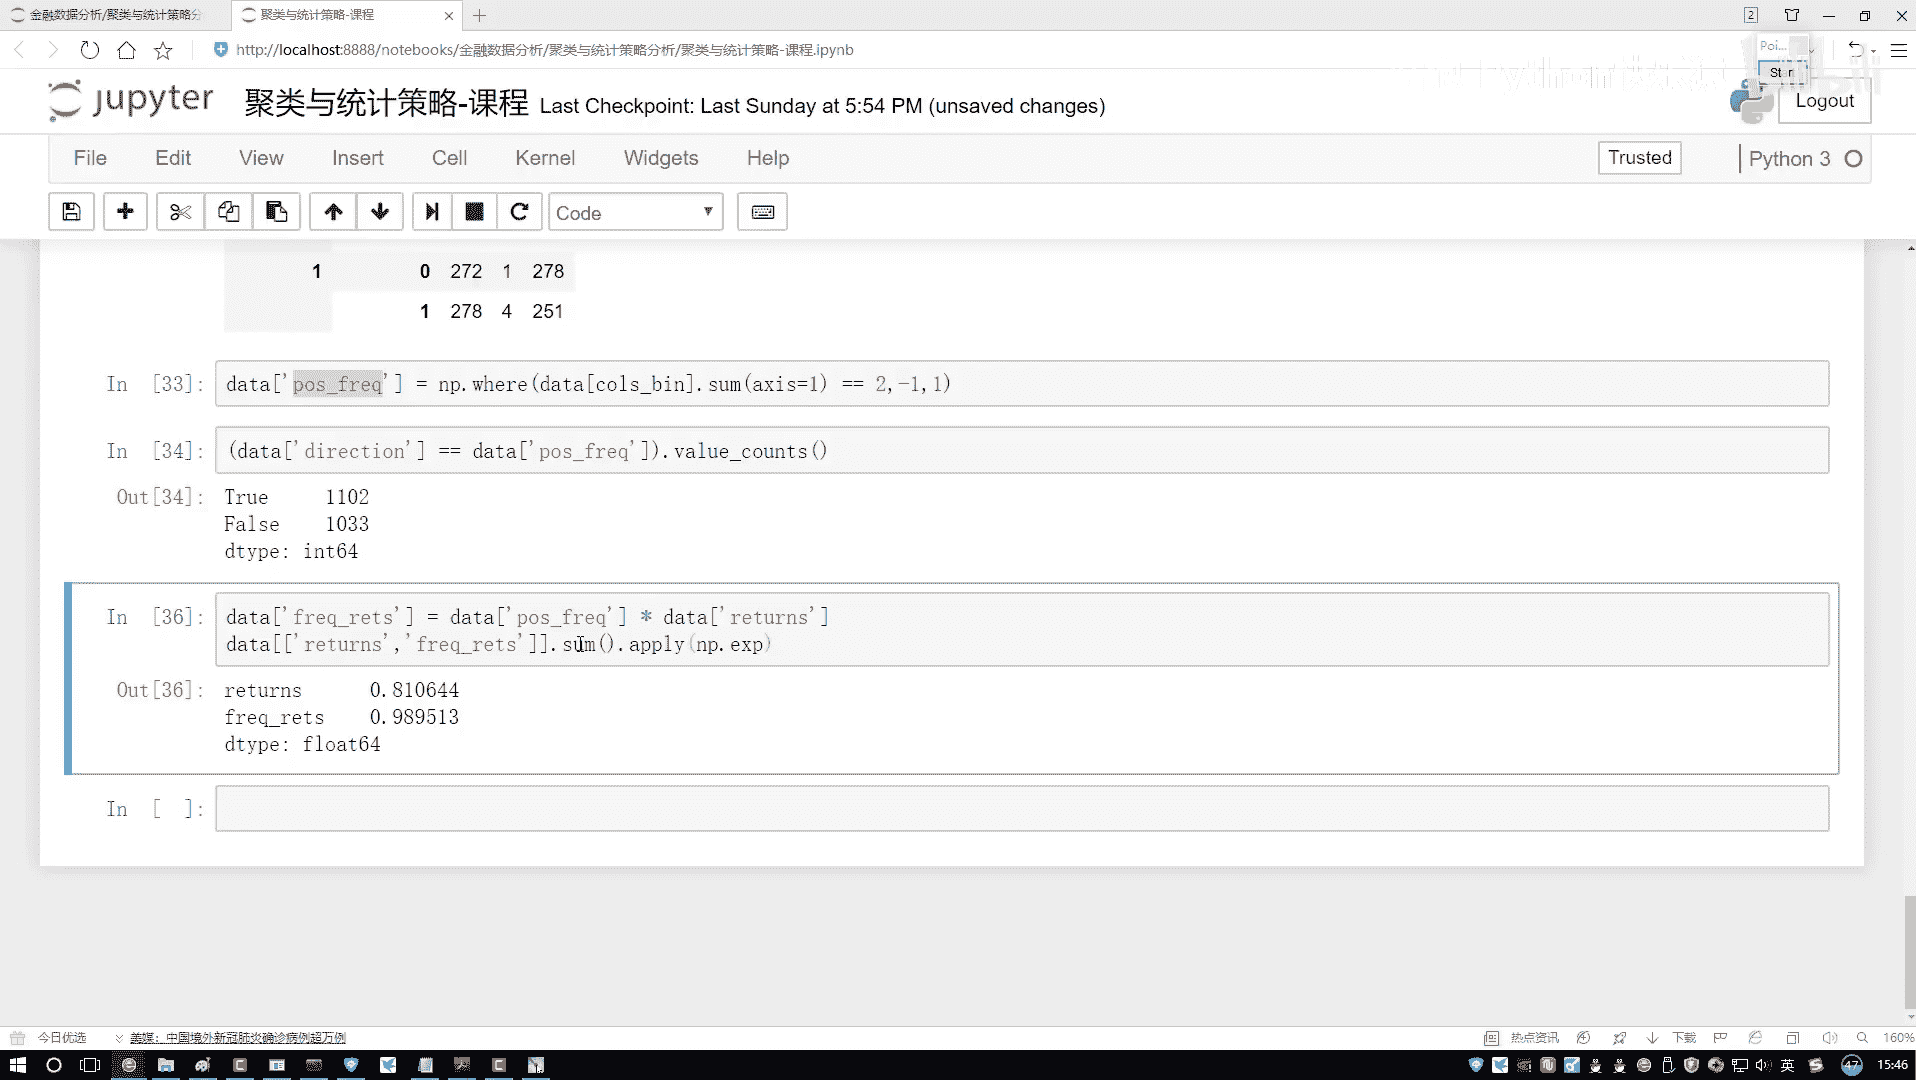 金融数据分析/聚类与统计策略分
聚类与统计策略-课程
2
http://localhost:8888/notebooks/金融数据分析/聚类与统计策略分析/聚类与统计策略-课程.ipynb
Poi...
jupyter 聚类与统计策略-课程 Last Checkpoint: Last Sunday at 5:54 PM (unsaved changes)
Logout
File Edit View Insert Cell Kernel Widgets Help
Trusted
Python 3
Code
1 0 272 1 278
1 278 4 251
In [33]: data['pos_freq'] = np.where(data[cols_bin].sum(axis=1) == 2,-1,1)
In [34]: (data['direction'] == data['pos_freq']).value_counts()
Out[34]: True 1102
False 1033
dtype: int64
In [36]: data['freq_rets'] = data['pos_freq'] * data['returns']
data[['returns','freq_rets']].sum().apply(np.exp)
Out[36]: returns 0.810644
freq_rets 0.989513
dtype: float64
In [ ]:
今日优选
美媒：中国境外新冠肺炎确诊病例超万例
热点资讯
下载
160%
英
47
15:46